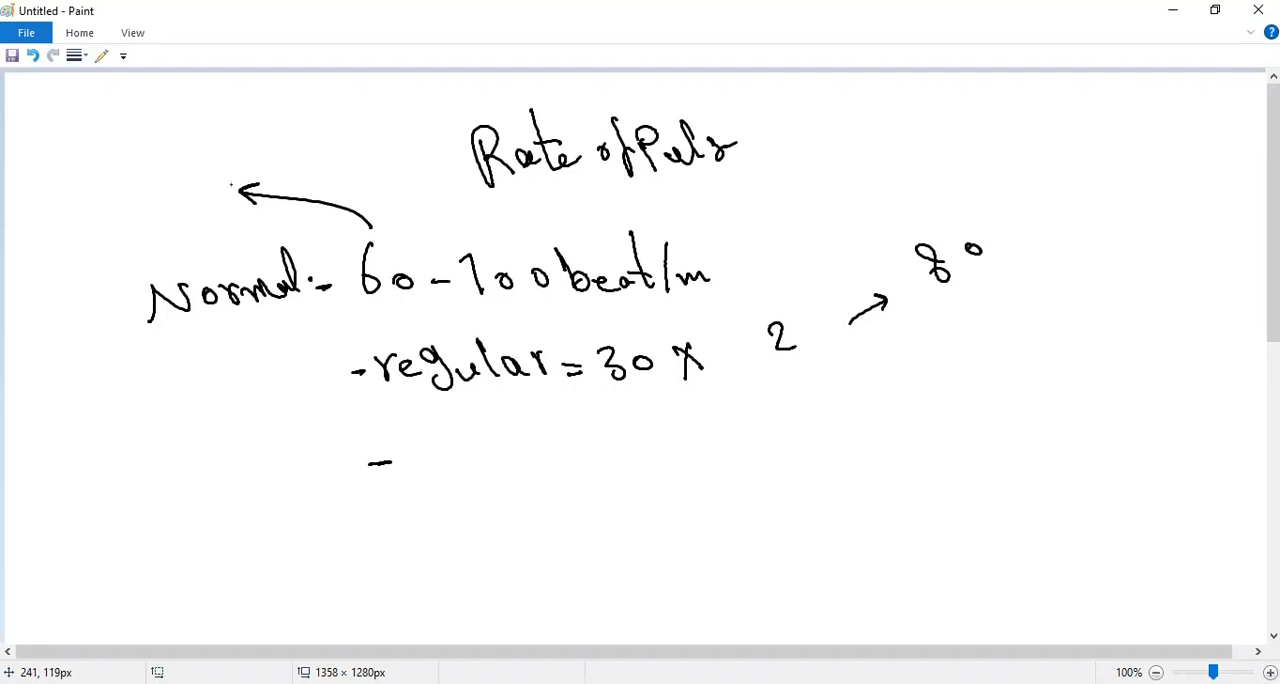 Untitled - Paint
File Home View
Rate of Puls
80
Normal:- 60-100 beat/m
2
- regular = 30 X
-
241, 119px 1358 × 1280px 100%